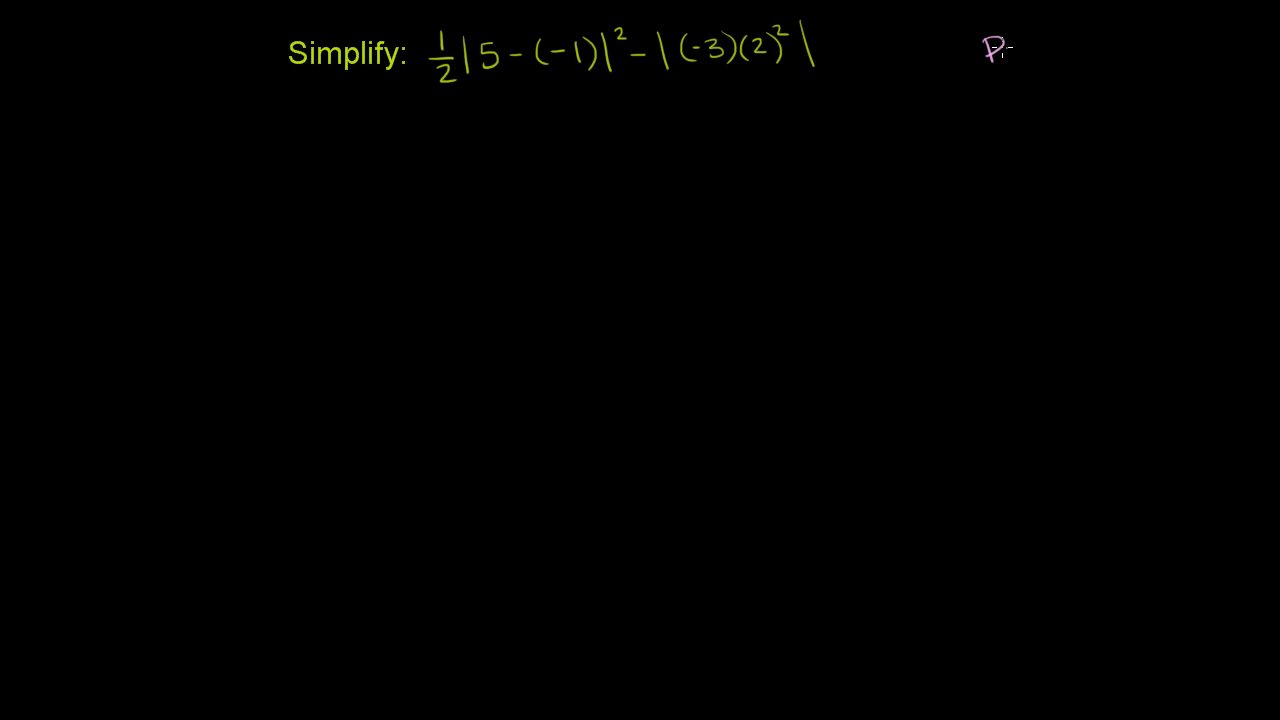 Simplify: 1/2 |5 - (-1)|² - |(-3)(2)²|
P